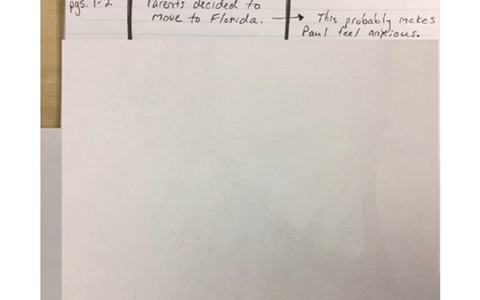 pgs. 1-2
Parents decided to
move to Florida. → This probably makes
Paul feel anxious.